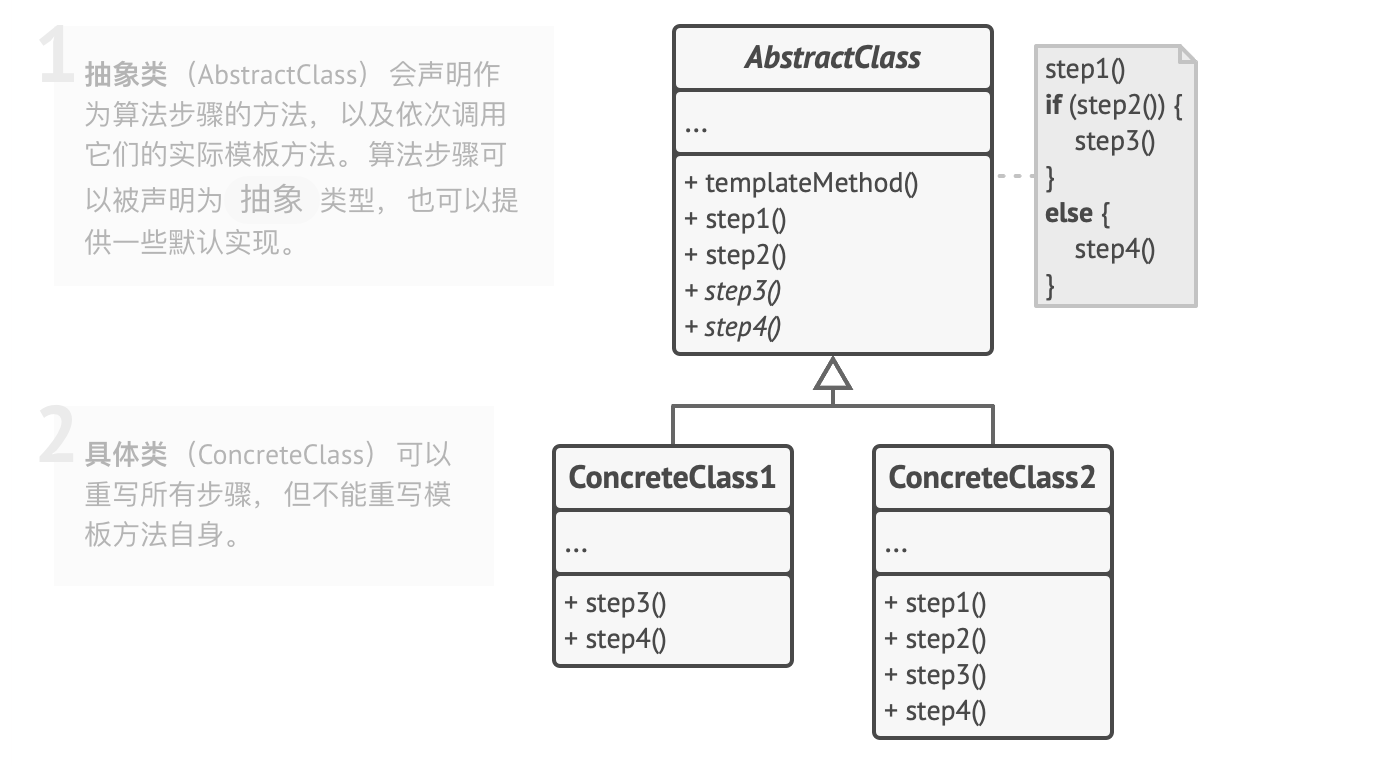 1
抽象类（AbstractClass） 会声明作
为算法步骤的方法， 以及依次调用
它们的实际模板方法。 算法步骤可
以被声明为 抽象 类型， 也可以提
供一些默认实现。
AbstractClass
...
+ templateMethod()
+ step1()
+ step2()
+ step3()
+ step4()
step1()
if (step2()) {
step3()
}
else {
step4()
}
2
具体类（ConcreteClass） 可以
重写所有步骤， 但不能重写模
板方法自身。
ConcreteClass1
...
+ step3()
+ step4()
ConcreteClass2
...
+ step1()
+ step2()
+ step3()
+ step4()